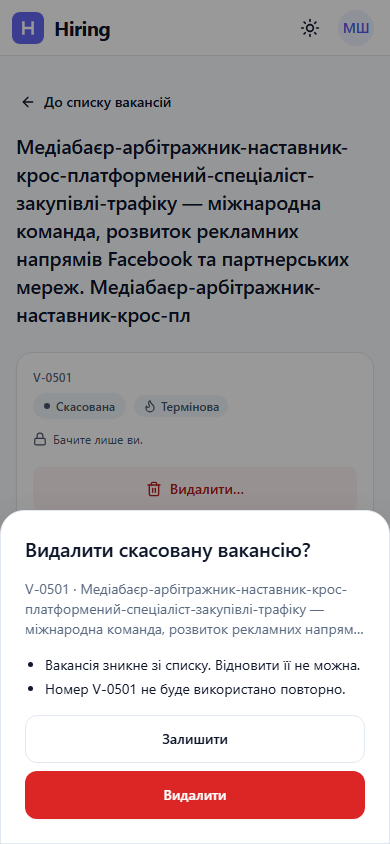 H Hiring
МШ
До списку вакансій
Медіабаєр-арбітражник-наставник-
крос-платформений-спеціаліст-
закупівлі-трафіку — міжнародна
команда, розвиток рекламних
напрямів Facebook та партнерських
мереж. Медіабаєр-арбітражник-
наставник-крос-пл
V-0501
Скасована Термінова
Бачите лише ви.
Видалити...
Видалити скасовану вакансію?
V-0501 · Медіабаєр-арбітражник-наставник-крос-
платформений-спеціаліст-закупівлі-трафіку —
міжнародна команда, розвиток рекламних напрям...
• Вакансія зникне зі списку. Відновити її не можна.
• Номер V-0501 не буде використано повторно.
Залишити
Видалити